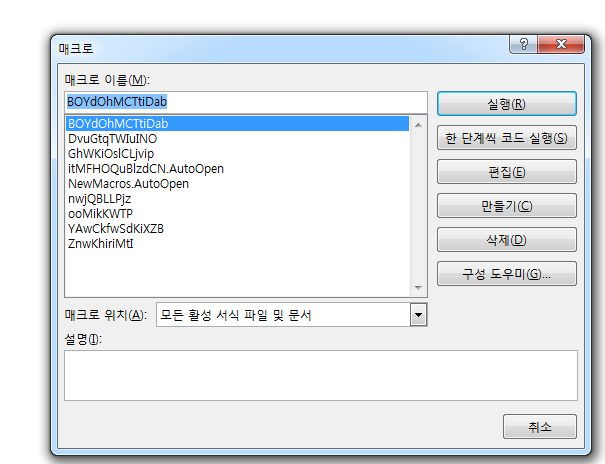 매크로
매크로 이름(M):
BOYdOhMCTtiDab
실행(R)
BOYdOhMCTtiDab
DvuGtqTWIuINO
한 단계씩 코드 실행(S)
GhWKiOslCLjvip
itMFHOQuBlzdCN.AutoOpen
편집(E)
NewMacros.AutoOpen
nwjQBLLPjz
만들기(C)
ooMikKWTP
YAwCkfwSdKiXZB
삭제(D)
ZnwKhiriMtI
구성 도우미(G)...
매크로 위치(A): 모든 활성 서식 파일 및 문서
설명(I):
취소